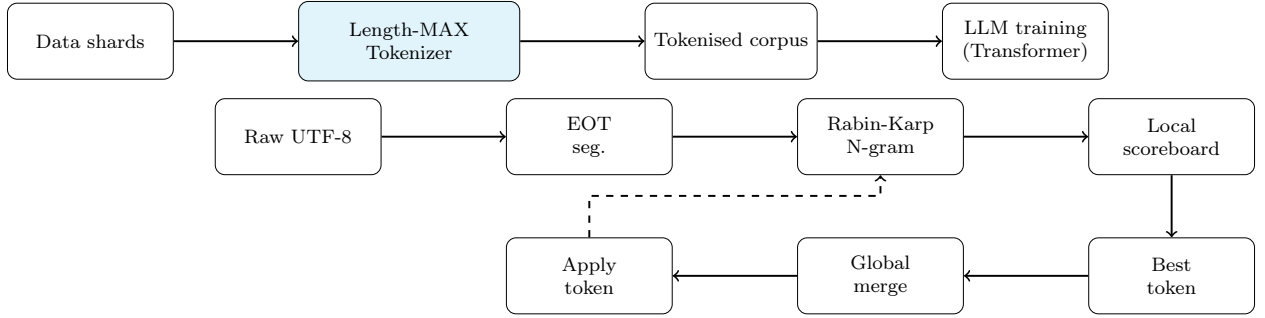 Data shards
Length-MAX
Tokenizer
Tokenised corpus
LLM training
(Transformer)
Raw UTF-8
EOT
seg.
Rabin-Karp
N-gram
Local
scoreboard
Apply
token
Global
merge
Best
token